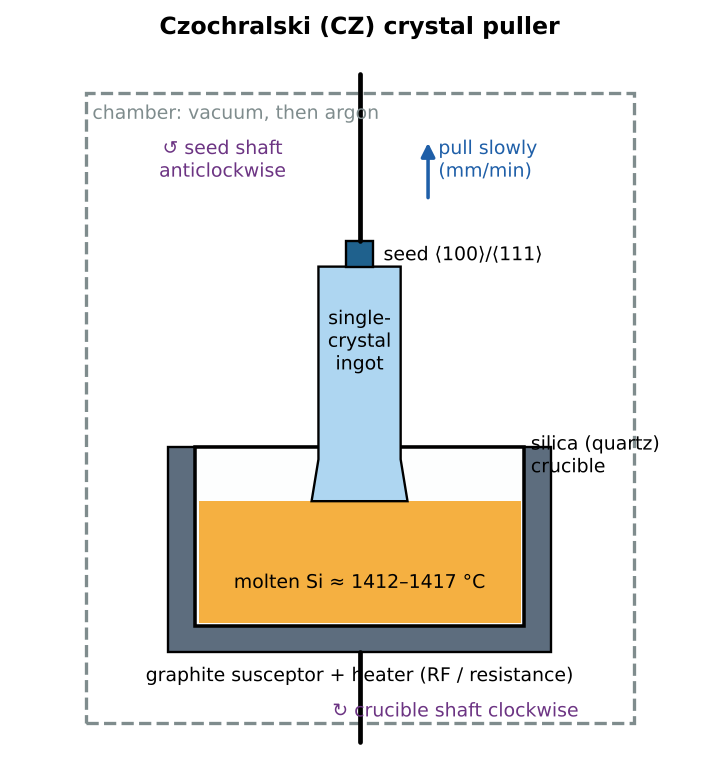 Czochralski (CZ) crystal puller
chamber: vacuum, then argon
↺ seed shaft
anticlockwise
pull slowly
(mm/min)
seed ⟨100⟩/⟨111⟩
single-
crystal
ingot
silica (quartz)
crucible
molten Si ≈ 1412–1417 °C
graphite susceptor + heater (RF / resistance)
↻ crucible shaft clockwise